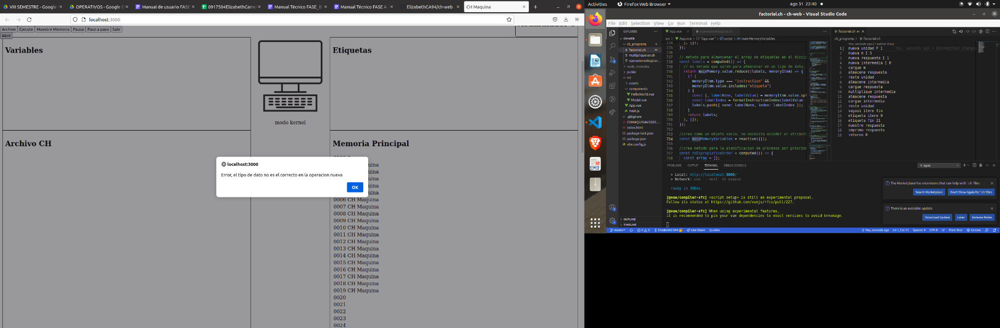 VIII SEMESTRE - Google
OPERATIVOS - Google D
Manual de usuario FASE
0917504ElizabethCarre
Manual Técnico FASE_B
Manual Técnico FASE A
ElizabethCA94/ch-web
CH Maquina
localhost:3000
Archivo Ejecute Muestre Memoria Pausa Paso a paso Salir
Abrir
Variables
Etiquetas
modo kernel
Archivo CH
Memoria Principal
Maquina
localhost:3000
Error, el tipo de dato no es el correcto en la operacion nueva
OK
0006 CH Maquina
0007 CH Maquina
0008 CH Maquina
0009 CH Maquina
0010 CH Maquina
0011 CH Maquina
0012 CH Maquina
0013 CH Maquina
0014 CH Maquina
0015 CH Maquina
0016 CH Maquina
0017 CH Maquina
0018 CH Maquina
0019 CH Maquina
0020
0021
0022
0023
0024
Activities
Firefox Web Browser
ago 31 22:40
factorial.ch - ch-web - Visual Studio Code
File Edit Selection View Go Run Terminal Help
EXPLORER
CH-WEB
ch_programs
factorial.ch M
multipliquevar.ch
operacioneslogicas...
node_modules
public
src
assets
components
HelloWorld.vue
Modal.vue
App.vue
main.js
.gitignore
CHMAQUINAV2020....
index.html
package-lock.json
package.json
vite.config.js
OUTLINE
TIMELINE
App.vue
operacioneslogicas.ch
src > App.vue > {} "App.vue" > script > mainMemoryVariables
734 }, {});
735 });
736
737 // metodo para almancenar el array de etiquetas en el dicci
738 const labels = computed(() => {
739 // es metodo que sirve para almacenar en un tipo de dato,
740 return mainMemory.value.reduce((labels, memoryItem) => {
741 if (
742 memoryItem.type === "instruction" &&
743 memoryItem.value.includes("etiqueta")
744 ) {
745 const [, labelName, labelValue] = memoryItem.value.spl
746 const labelIndex = formatInstructionIndex(labelValue
747 labels.push({ name: labelName, index: labelIndex });
748 }
749 return labels;
750 }, []);
751 });
752
753 //crea como un objeto vacio, no necesita acceder al atribut
754 const mainMemoryVariables = reactive({});
755
756 //crea metodo para la planificacion de procesos por priorida
757 const noExpropiativeOrder = computed(() => {
758 const array = [];
factorial.ch M
ch_programs > factorial.ch
You, seconds ago | 1 author (You)
1 nueva unidad F 1 You, seconds ago • Uncommitted changes
2 nueva m I 5
3 nueva respuesta I 1
4 nueva intermedia I 0
5 cargue m
6 almacene respuesta
7 reste unidad
8 almacene intermedia
9 cargue respuesta
10 multiplique intermedia
11 almacene respuesta
12 cargue intermedia
13 reste unidad
14 vayasi itere fin
15 etiqueta itere 9
16 etiqueta fin 21
17 muestre respuesta
18 imprima respuesta
19 retorne 0
PROBLEMS OUTPUT TERMINAL DEBUG CONSOLE
1: npm
> Local: http://localhost:3000/
> Network: use `--host` to expose
ready in 386ms.
[@vue/compiler-sfc] <script setup> is still an experimental proposal.
Follow its status at https://github.com/vuejs/rfcs/pull/227.
[@vue/compiler-sfc] When using experimental features,
it is recommended to pin your vue dependencies to exact versions to avoid breakage.
The Marketplace has extensions that can help with '.ch' files
Search Marketplace
Don't Show Again for '.ch' files
There is an available update.
Download Update
Later
Release Notes
master*
0 0
ElizabethCA94
Live Share
Quokka
You, seconds ago
Ln 1, Col 15
Spaces: 4
UTF-8
LF
Plain Text
Go Live